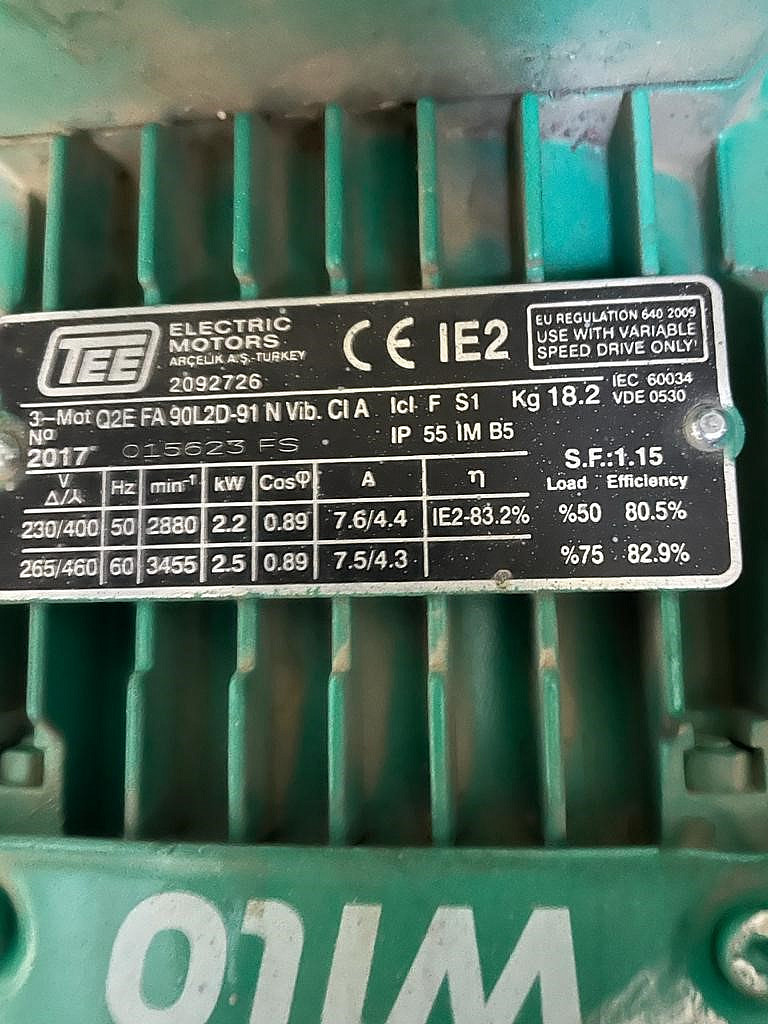 TEE
ELECTRIC
MOTORS
ARÇELİK A.Ş.-TURKEY
2092726
CE IE2
EU REGULATION 640 2009
USE WITH VARIABLE
SPEED DRIVE ONLY
3~Mot Q2E FA 90L2D-91 N Vib. Cl A Icl F S1 Kg 18.2 IEC 60034
VDE 0530
No
2017 015623 FS IP 55 IM B5
V Δ/⅄ Hz min⁻¹ kW Cosφ A η
230/400 50 2880 2.2 0.89 7.6/4.4 IE2-83.2%
265/460 60 3455 2.5 0.89 7.5/4.3
S.F.:1.15
Load Efficiency
%50 80.5%
%75 82.9%
WILO